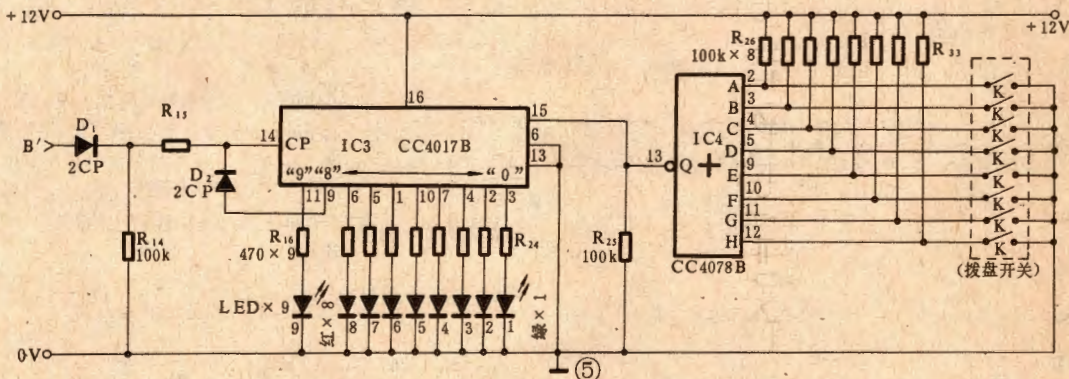 +12V
+12V
R₂₆
100k×8
R₃₃
16
R₁₅
D₁
B'
2CP
14
CP
IC3
CC4017B
15
6
13
D₂
2CP
"9"
"8"
"0"
11
9
6
5
1
10
7
4
2
3
R₁₄
100k
R₁₆
470×9
R₂₄
R₂₅
100k
LED×9
红×8
绿×1
9
8
7
6
5
4
3
2
1
0V
⑤
13
Q
IC4
+
A
B
C
D
E
F
G
H
2
3
4
5
9
10
11
12
CC4078B
K
K
K
K
K
K
K
K
(拨盘开关)